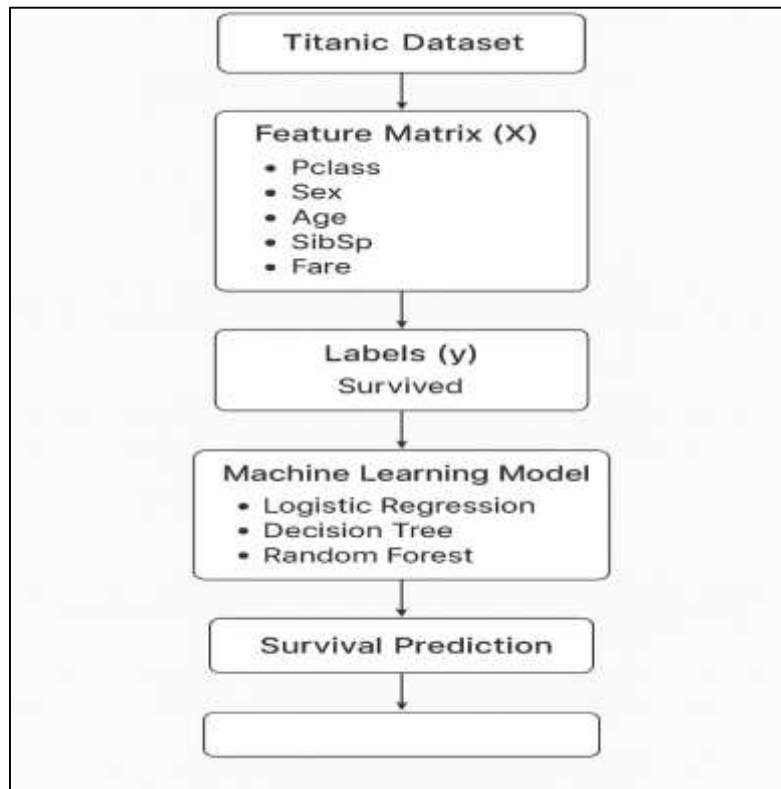 Titanic Dataset
Feature Matrix (X)
• Pclass
• Sex
• Age
• SibSp
• Fare
Labels (y)
Survived
Machine Learning Model
• Logistic Regression
• Decision Tree
• Random Forest
Survival Prediction